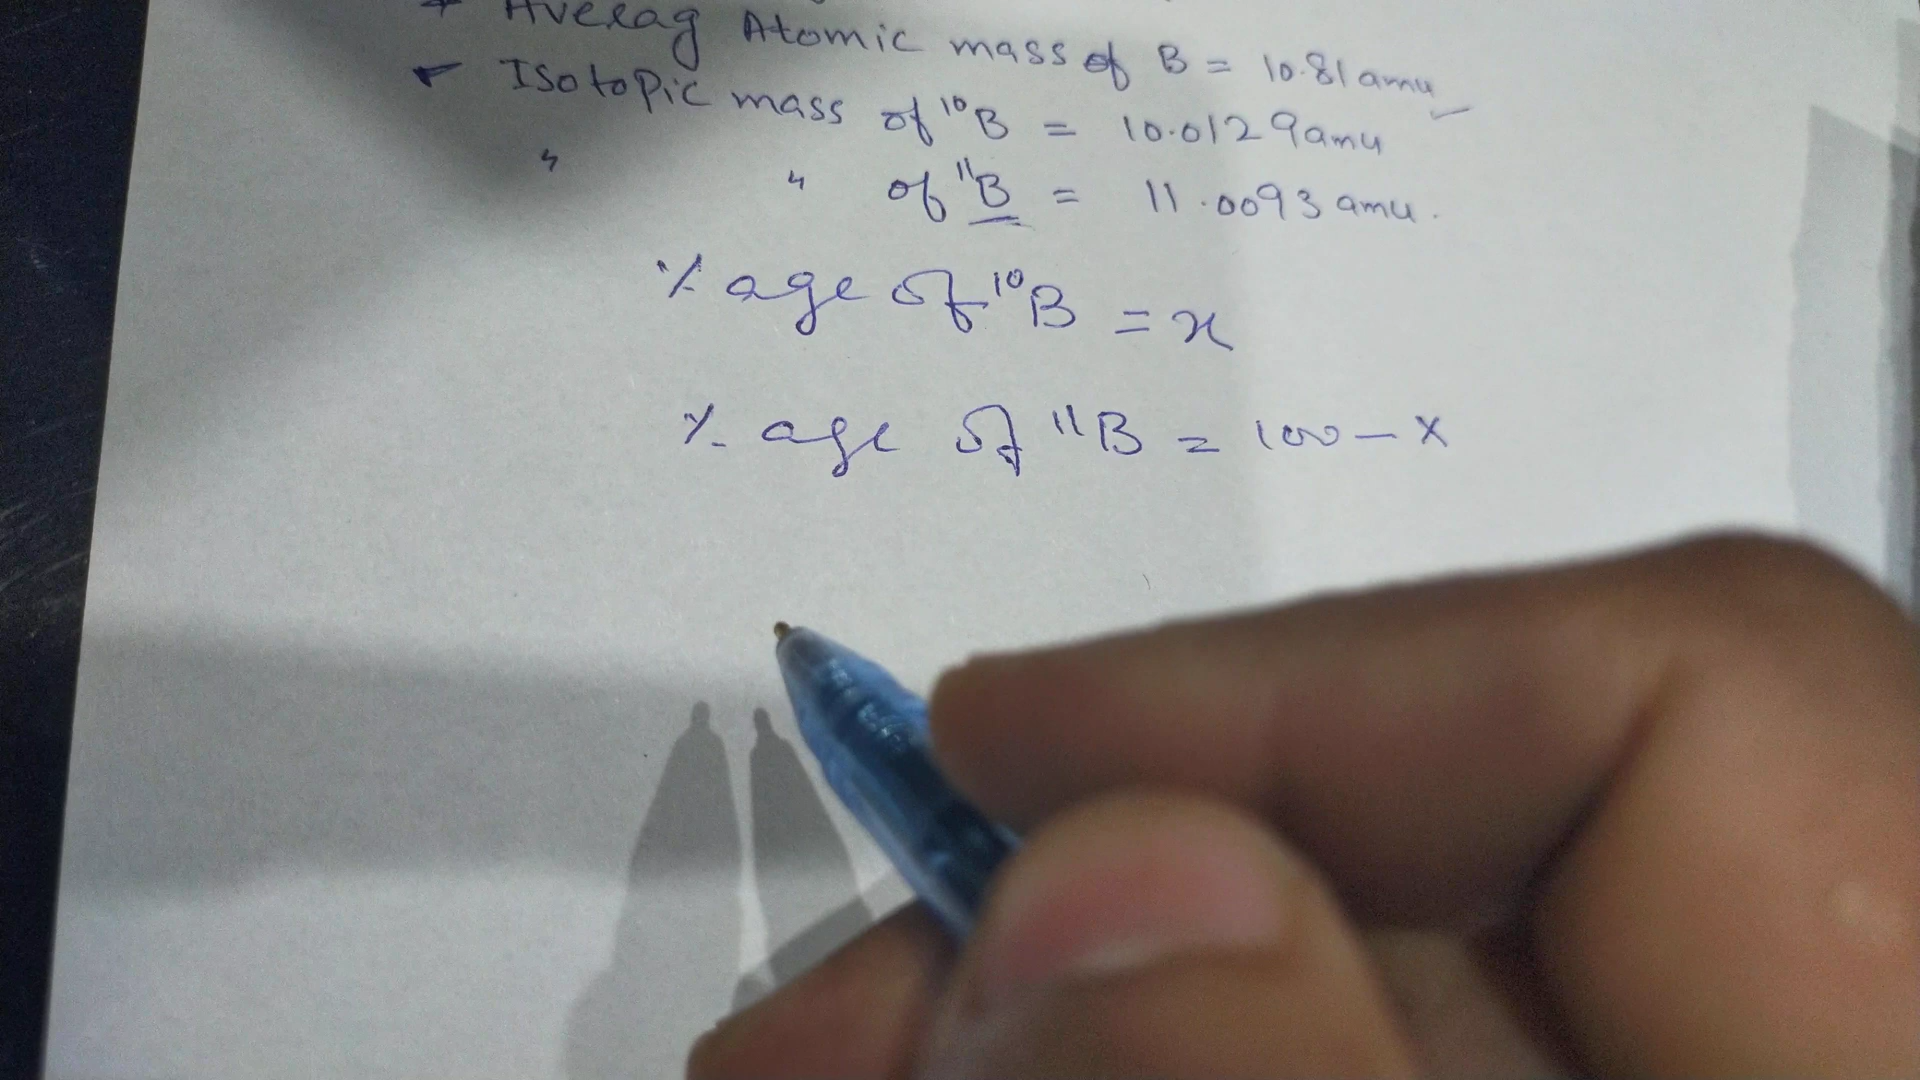 Averag Atomic mass of B = 10.81 amu
Isotopic mass of ¹⁰B = 10.0129 amu
" " of ¹¹B = 11.0093 amu.
% age of ¹⁰B = x
% age of ¹¹B = 100 - x